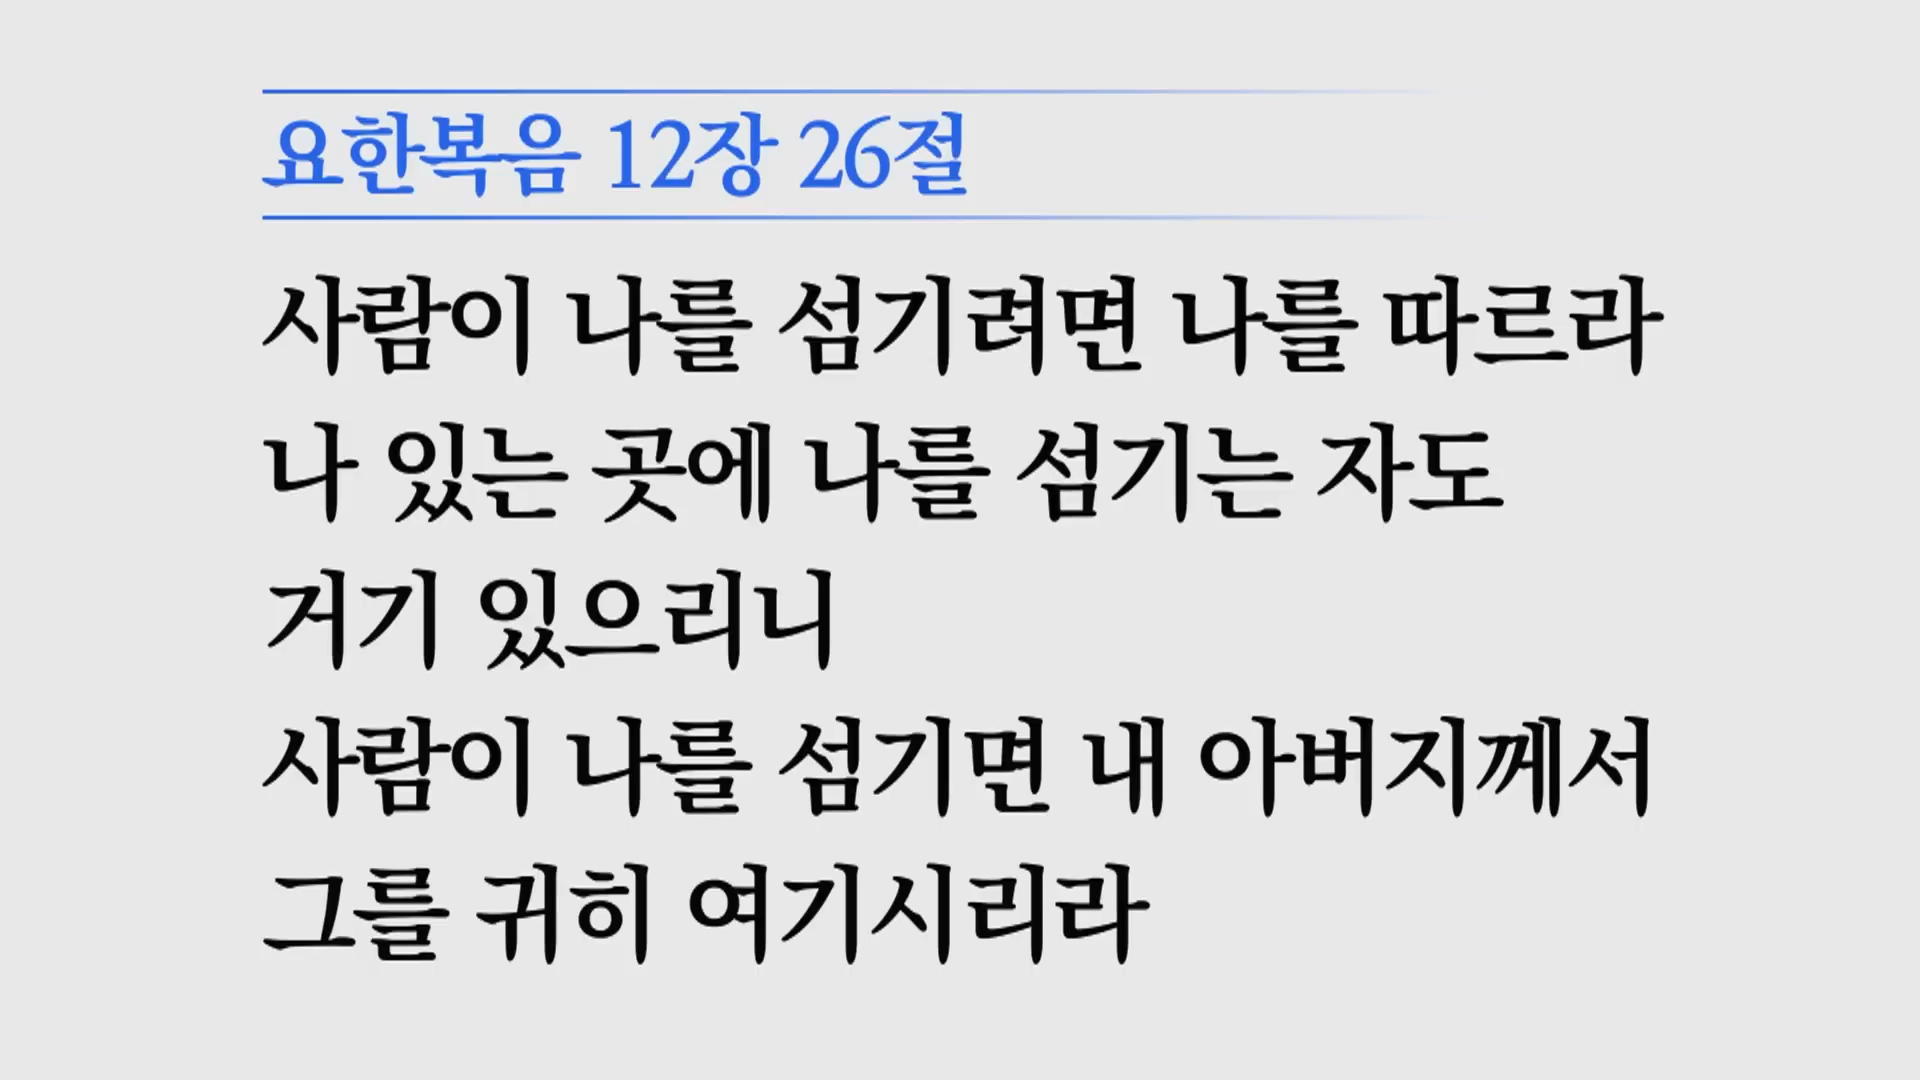 요한복음 12장 26절
사람이 나를 섬기려면 나를 따르라
나 있는 곳에 나를 섬기는 자도
거기 있으리니
사람이 나를 섬기면 내 아버지께서
그를 귀히 여기시리라